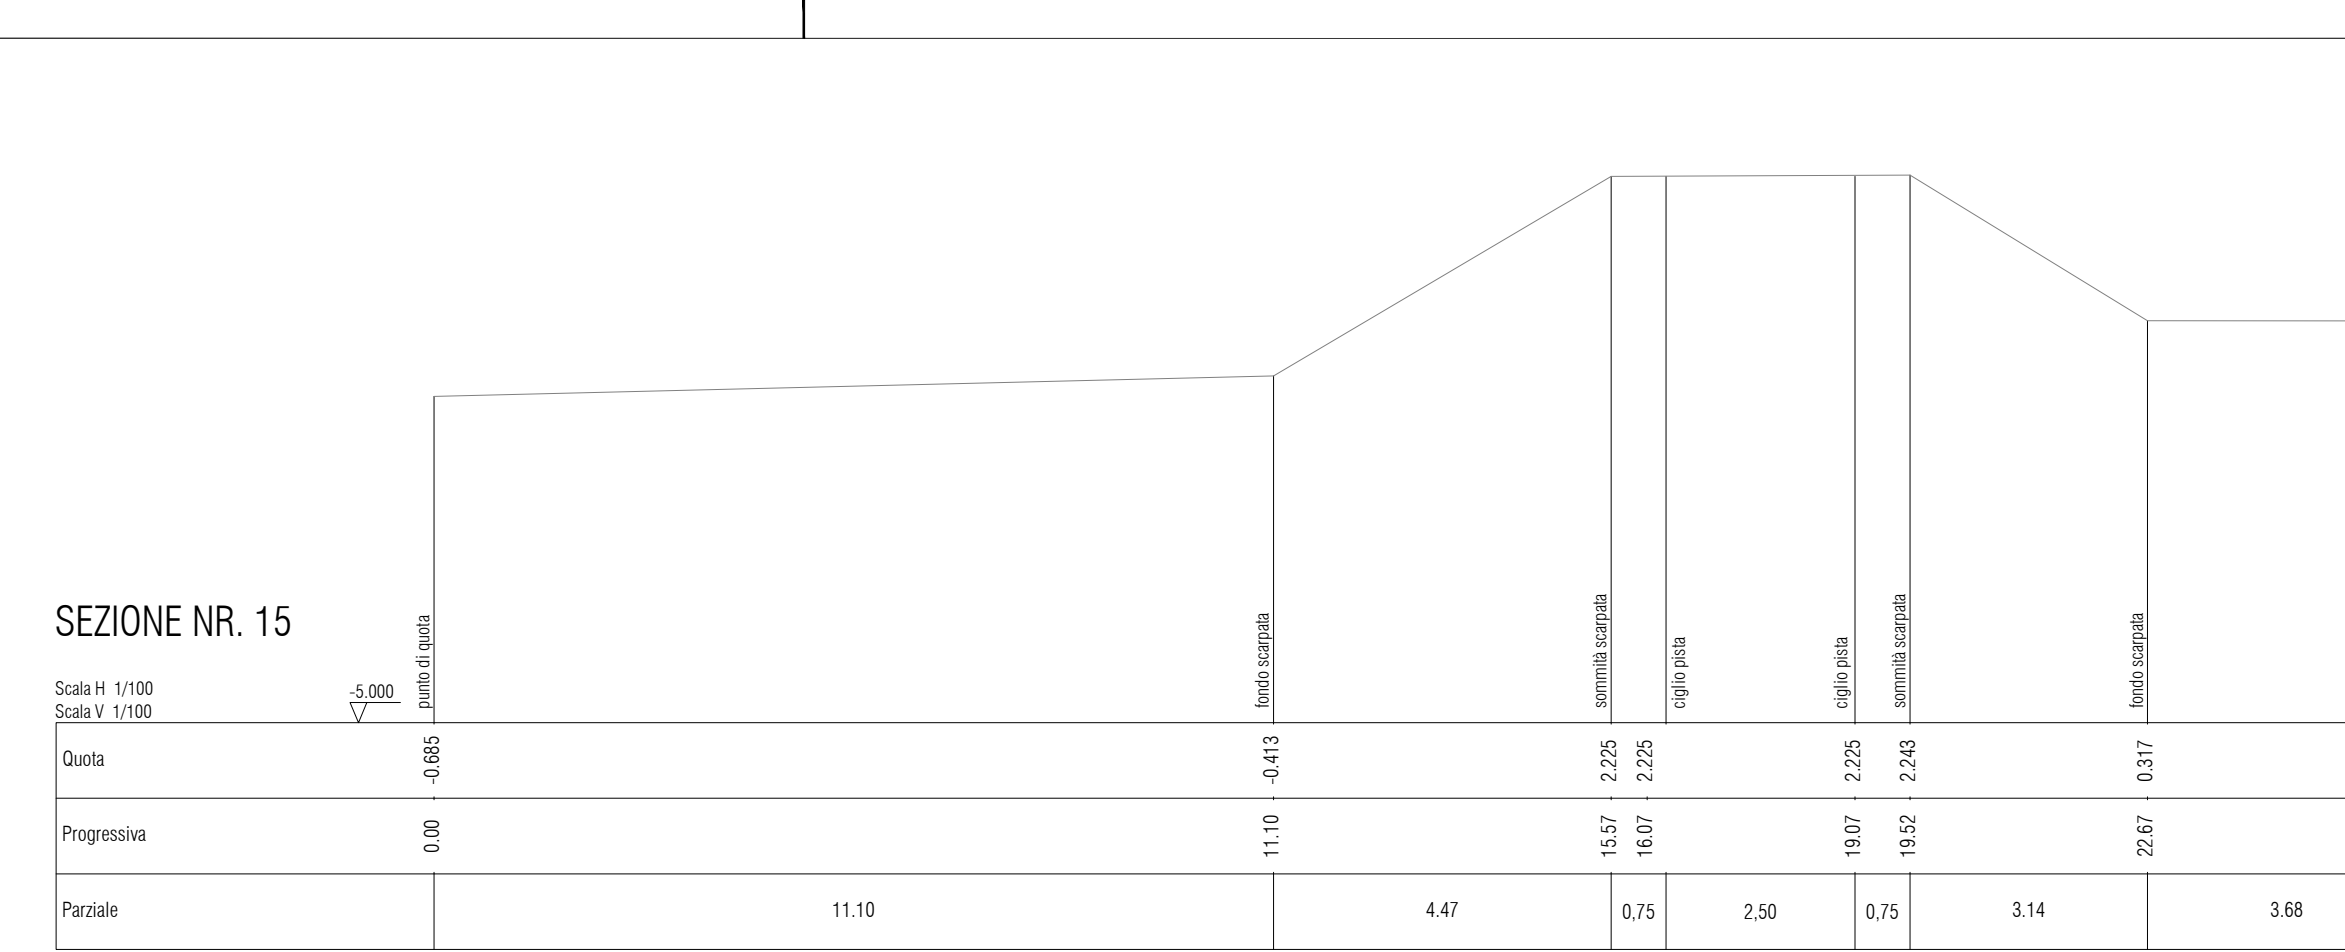 SEZIONE NR. 15
Scala H 1/100
Scala V 1/100
-5.000
punto di quota
fondo scarpata
sommità scarpata
ciglio pista
ciglio pista
sommità scarpata
fondo scarpata
Quota -0.685 -0.413 2.225 2.225 2.225 2.243 0.317
Progressiva 0.00 11.10 15.57 16.07 19.07 19.52 22.67
Parziale 11.10 4.47 0,75 2,50 0,75 3.14 3.68